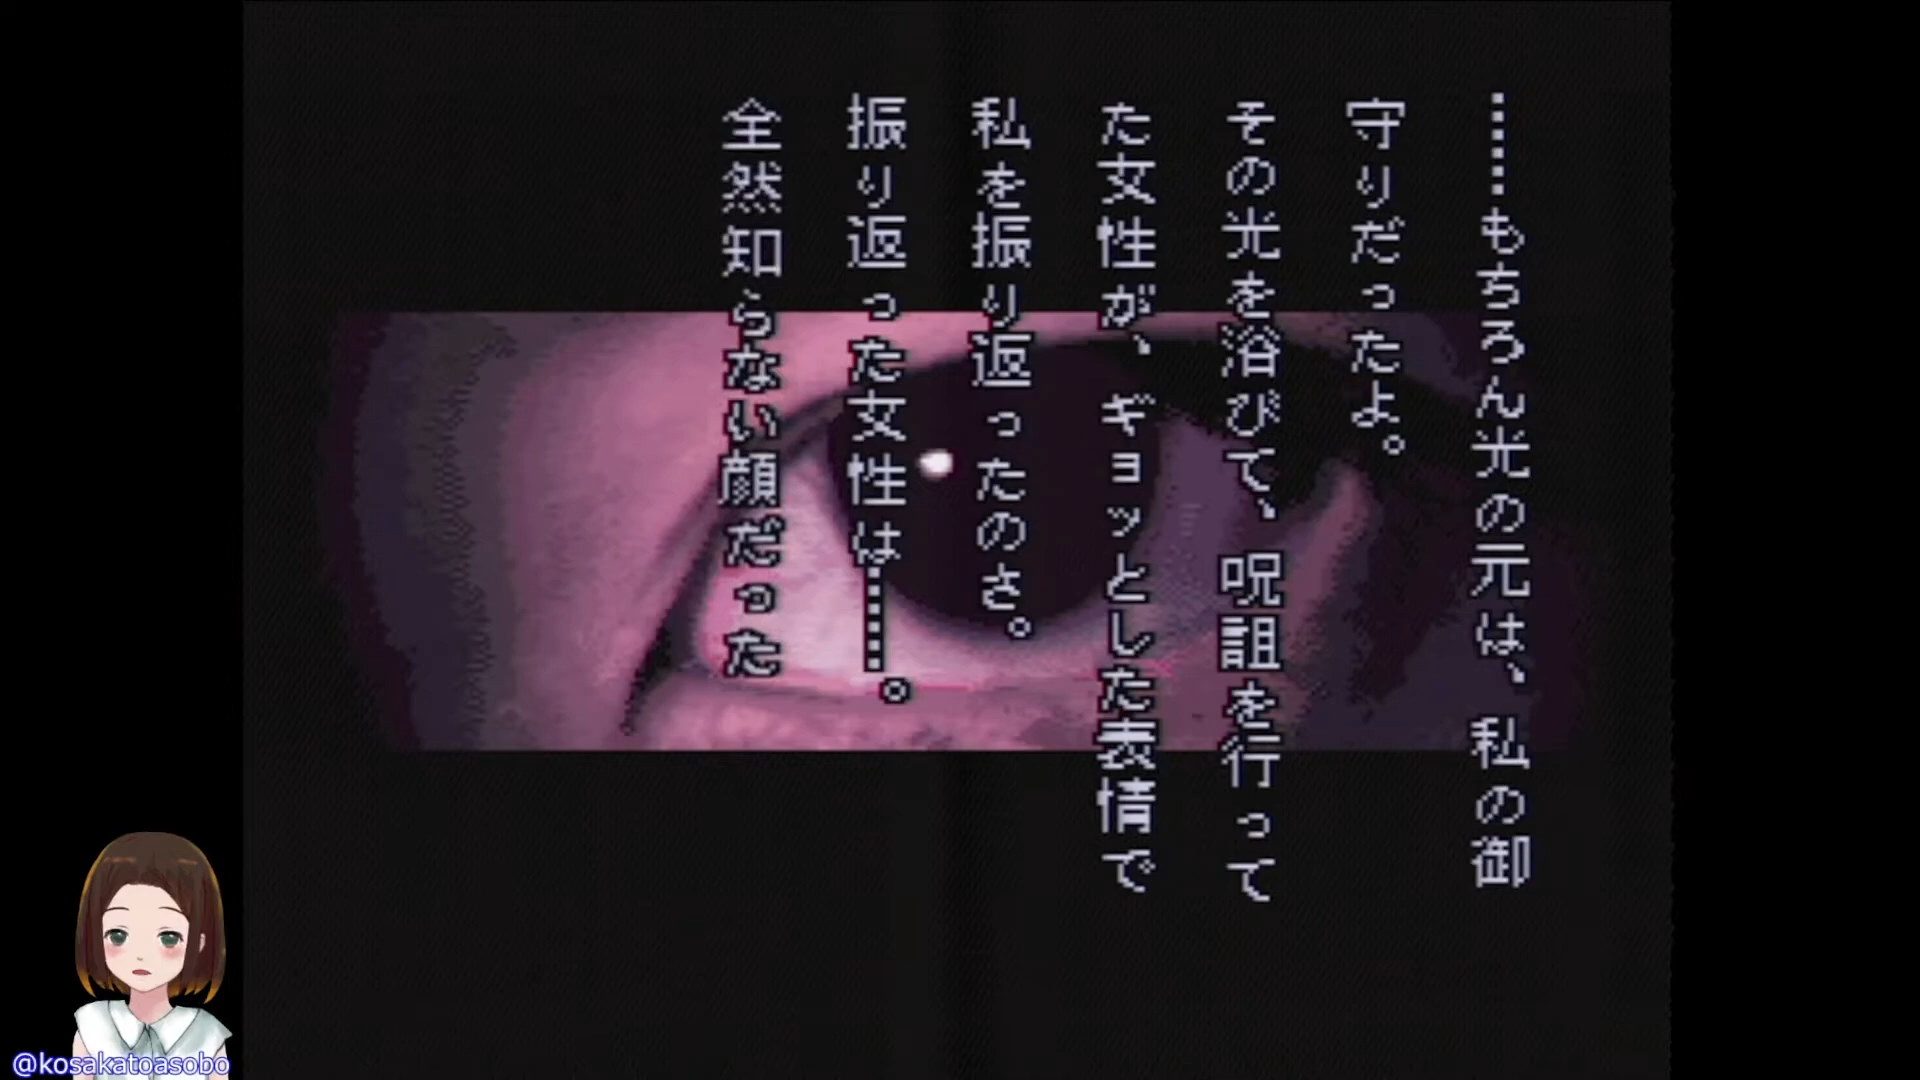 ……もちろん光の元は、私の御
守りだったよ。
その光を浴びて、呪詛を行って
た女性が、ギョッとした表情で
私を振り返ったのさ。
振り返った女性は……。
全然知らない顔だった
@kosakatoasobo